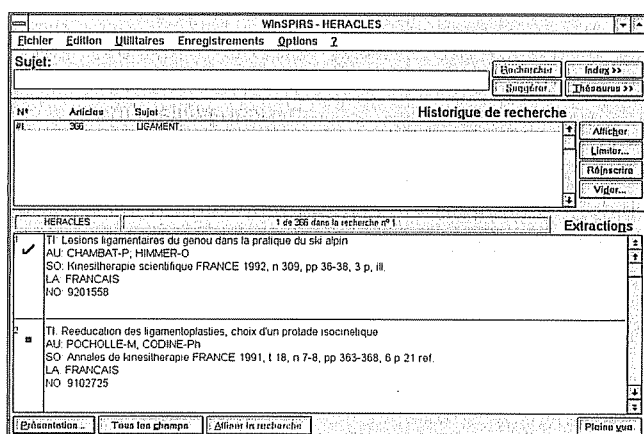 WinSPIRS - HERACLES
Fichier Edition Utilitaires Enregistrements Options ?
Sujet:
Rechercher Index >>
Suggérer.. Thésaurus >>
Historique de recherche
N° Articles Sujet
#1 366 LIGAMENT
Afficher
Limiter...
Réinscrire
Vider...
HERACLES 1 de 366 dans la recherche n° 1 Extractions
1 TI: Lesions ligamentaires du genou dans la pratique du ski alpin
AU: CHAMBAT-P; HIMMER-O
SO: Kinesitherapie scientifique FRANCE 1992, n 309, pp 36-38, 3 p, ill.
LA: FRANCAIS
NO: 9201558
2 TI: Reeducation des ligamentoplasties, choix d'un protade isocinetique
AU: POCHOLLE-M, CODINE-Ph
SO: Annales de kinesitherapie FRANCE 1991, t 18, n 7-8, pp 363-368, 6 p 21 ref.
LA: FRANCAIS
NO: 9102725
Présentation .. Tous les champs Affiner la recherche Pleine vue.